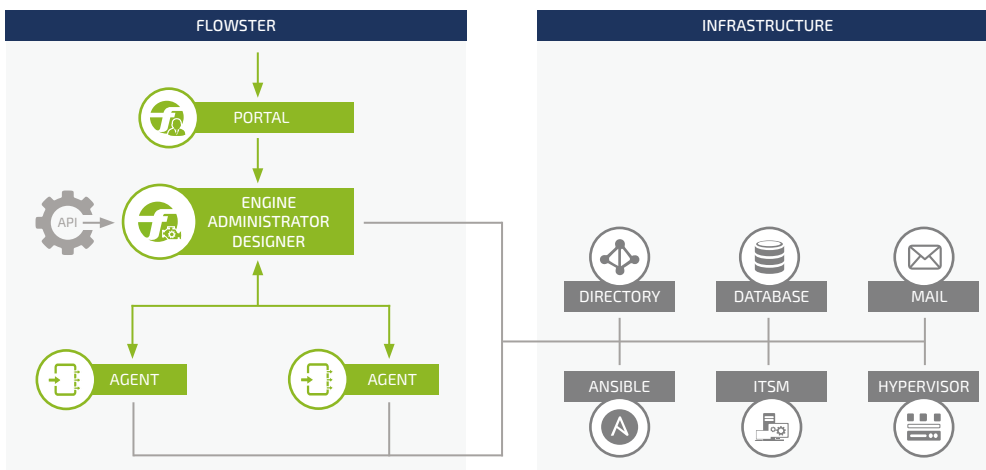 FLOWSTER
PORTAL
API
ENGINE
ADMINISTRATOR
DESIGNER
AGENT
AGENT
INFRASTRUCTURE
DIRECTORY
DATABASE
MAIL
ANSIBLE
ITSM
HYPERVISOR